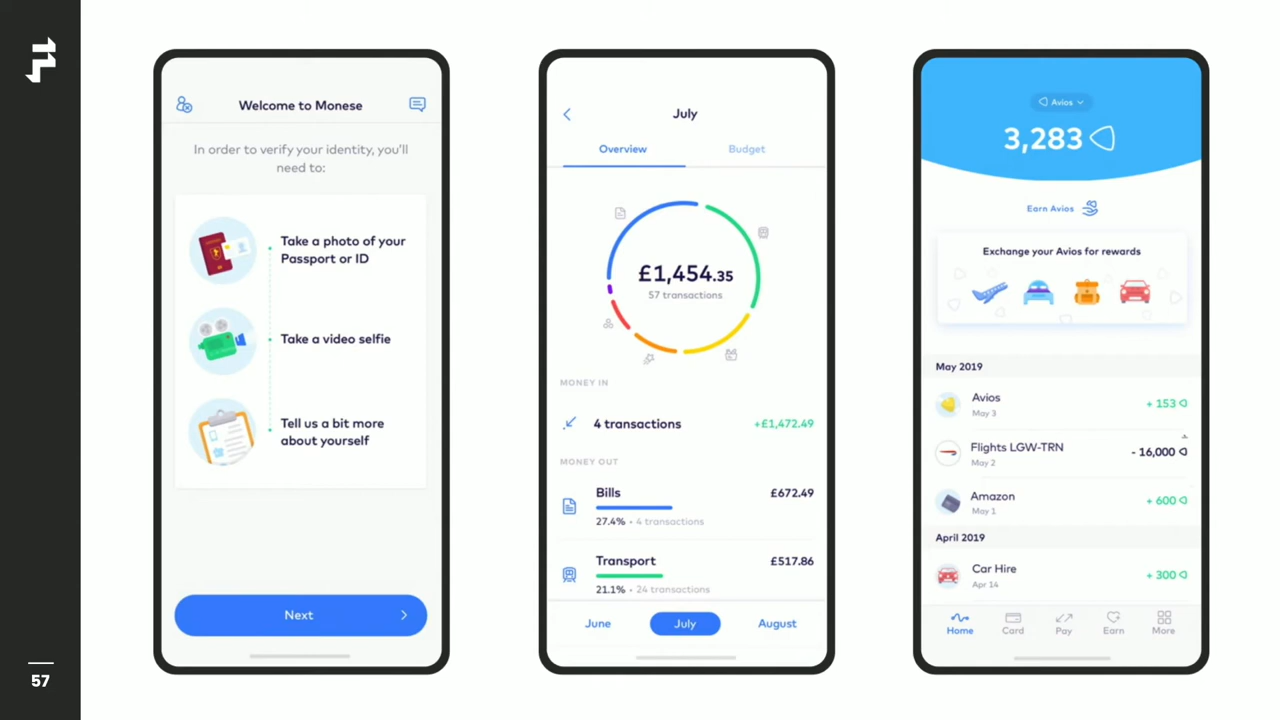 Welcome to Monese
In order to verify your identity, you'll
need to:
Take a photo of your
Passport or ID
Take a video selfie
Tell us a bit more
about yourself
Next
July
Overview
Budget
£1,454.35
57 transactions
MONEY IN
4 transactions
+£1,472.49
MONEY OUT
Bills
£672.49
27.4% • 4 transactions
Transport
£517.86
21.1% • 24 transactions
June
July
August
Avios
3,283
Earn Avios
Exchange your Avios for rewards
May 2019
Avios
+ 153
May 3
Flights LGW-TRN
- 16,000
May 2
Amazon
+ 600
May 1
April 2019
Car Hire
+ 300
Apr 14
Home
Card
Pay
Earn
More
57